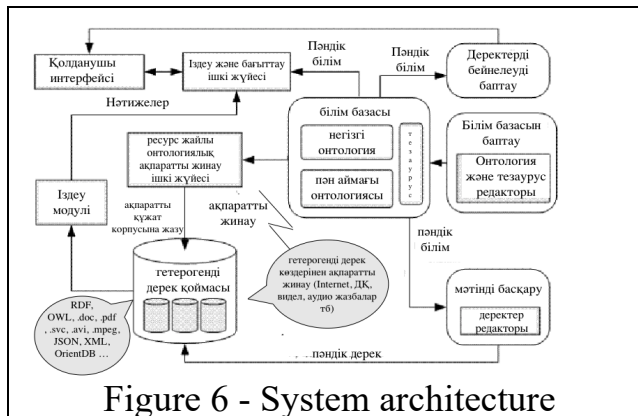 Қолданушы
интерфейсі
Іздеу және бағыттау
ішкі жүйесі
Пәндік
білім
Пәндік
білім
Деректерді
бейнелеуді
баптау
Нәтижелер
білім базасы
негізгі
онтология
пән аймағы
онтологиясы
тезаурус
Білім базасын
баптау
Онтология
және тезаурус
редакторы
ресурс жайлы
онтологиялық
ақпаратты жинау
ішкі жүйесі
Іздеу
модулі
ақпаратты
құжат
корпусына жазу
ақпаратты
жинау
пәндік
білім
гетерогенді
дерек қоймасы
гетерогенді дерек
көздерінен ақпаратты
жинау (Internet, ДҚ,
видео, аудио жазбалар
тб)
мәтінді басқару
деректер
редакторы
RDF,
OWL, .doc, .pdf
, .svc, .avi, .mpeg,
JSON, XML,
OrientDB ...
пәндік дерек
Figure 6 - System architecture